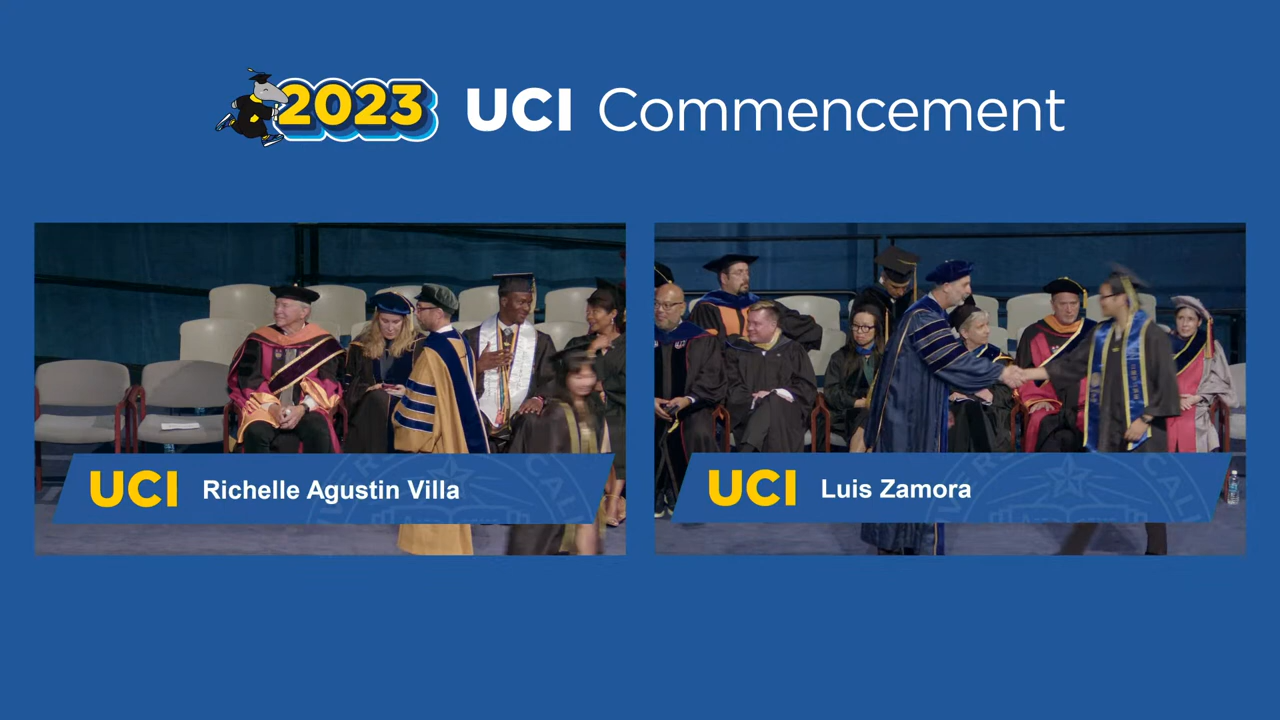 2023 UCI Commencement
UCI Richelle Agustin Villa
UCI Luis Zamora